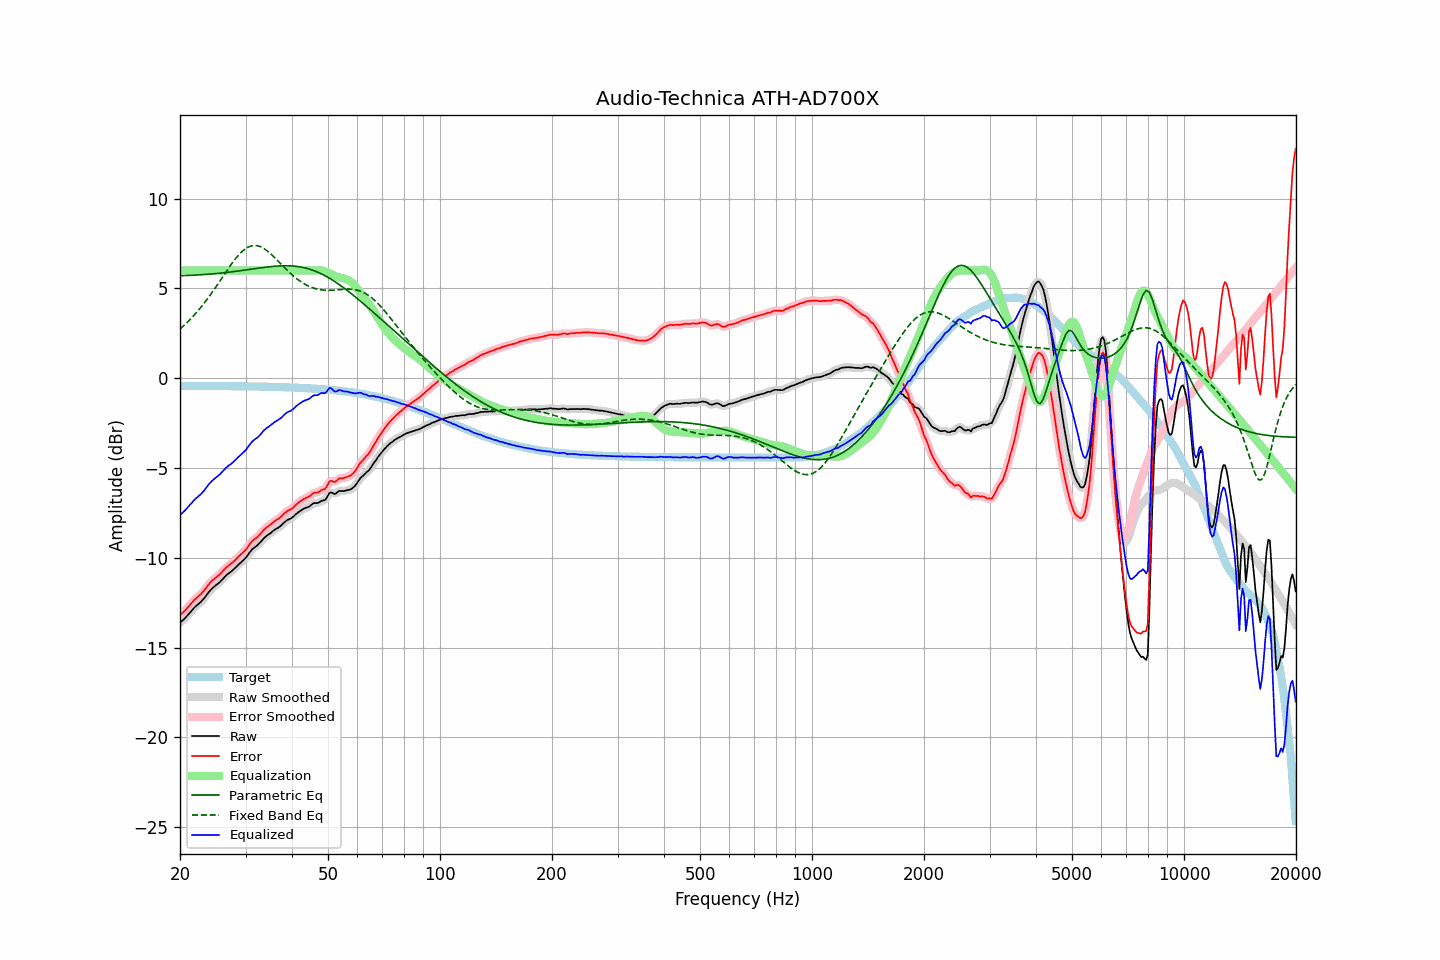 Audio-Technica ATH-AD700X
Amplitude (dBr)
10
5
0
−5
−10
−15
−20
−25
Target
Raw Smoothed
Error Smoothed
Raw
Error
Equalization
Parametric Eq
Fixed Band Eq
Equalized
20 50 100 200 500 1000 2000 5000 10000 20000
Frequency (Hz)